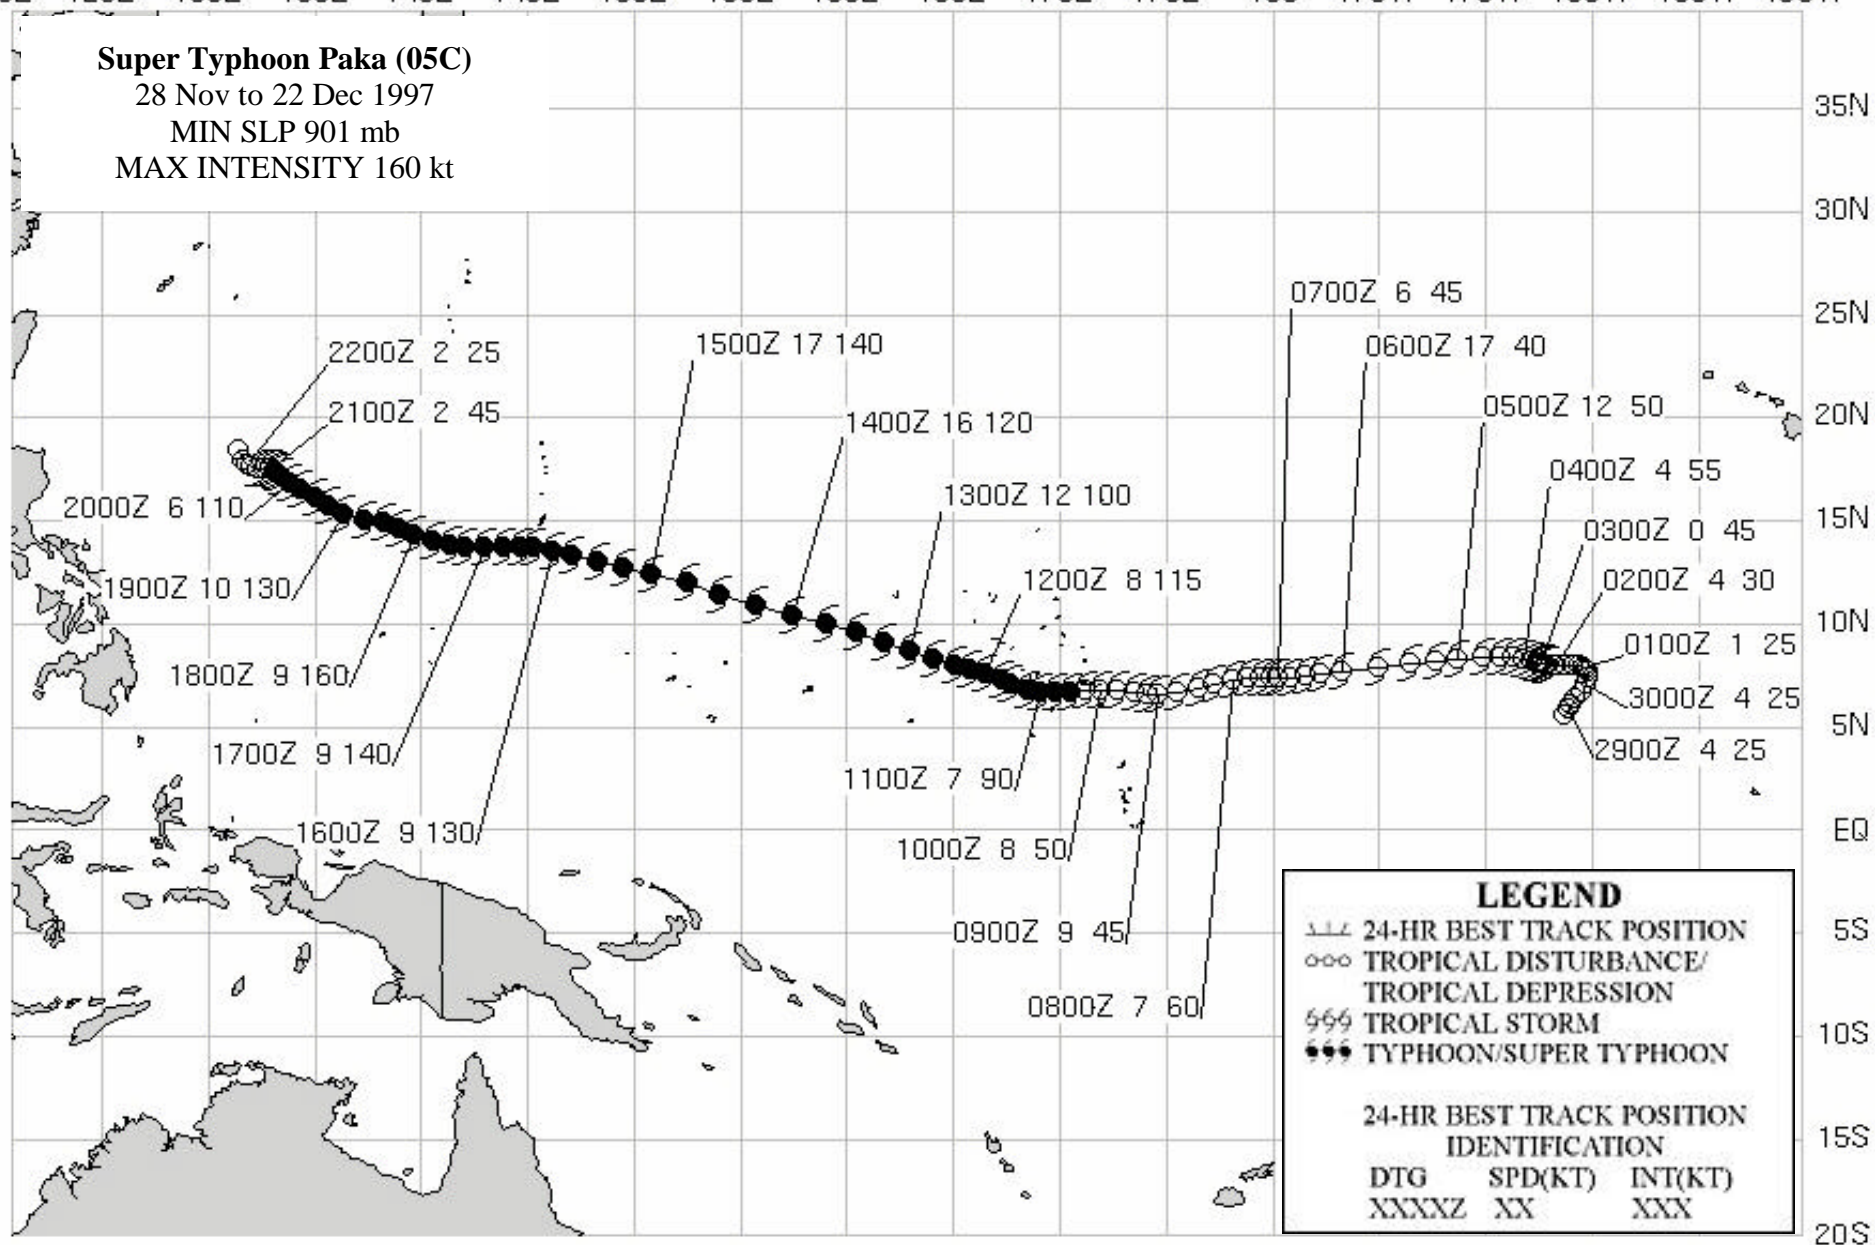 Super Typhoon Paka (05C)
28 Nov to 22 Dec 1997
MIN SLP 901 mb
MAX INTENSITY 160 kt
35N
30N
0700Z 6 45
25N
2200Z 2 25
1500Z 17 140
0600Z 17 40
2100Z 2 45
1400Z 16 120
0500Z 12 50
20N
0400Z 4 55
1300Z 12 100
2000Z 6 110
15N
0300Z 0 45
1900Z 10 130
1200Z 8 115
0200Z 4 30
10N
0100Z 1 25
1800Z 9 160
3000Z 4 25
5N
1700Z 9 140
2900Z 4 25
1100Z 7 90
1600Z 9 130
EQ
1000Z 8 50
0900Z 9 45
5S
0800Z 7 60
10S
15S
20S
LEGEND
24-HR BEST TRACK POSITION
TROPICAL DISTURBANCE/
TROPICAL DEPRESSION
TROPICAL STORM
TYPHOON/SUPER TYPHOON
24-HR BEST TRACK POSITION
IDENTIFICATION
DTG SPD(KT) INT(KT)
XXXXZ XX XXX